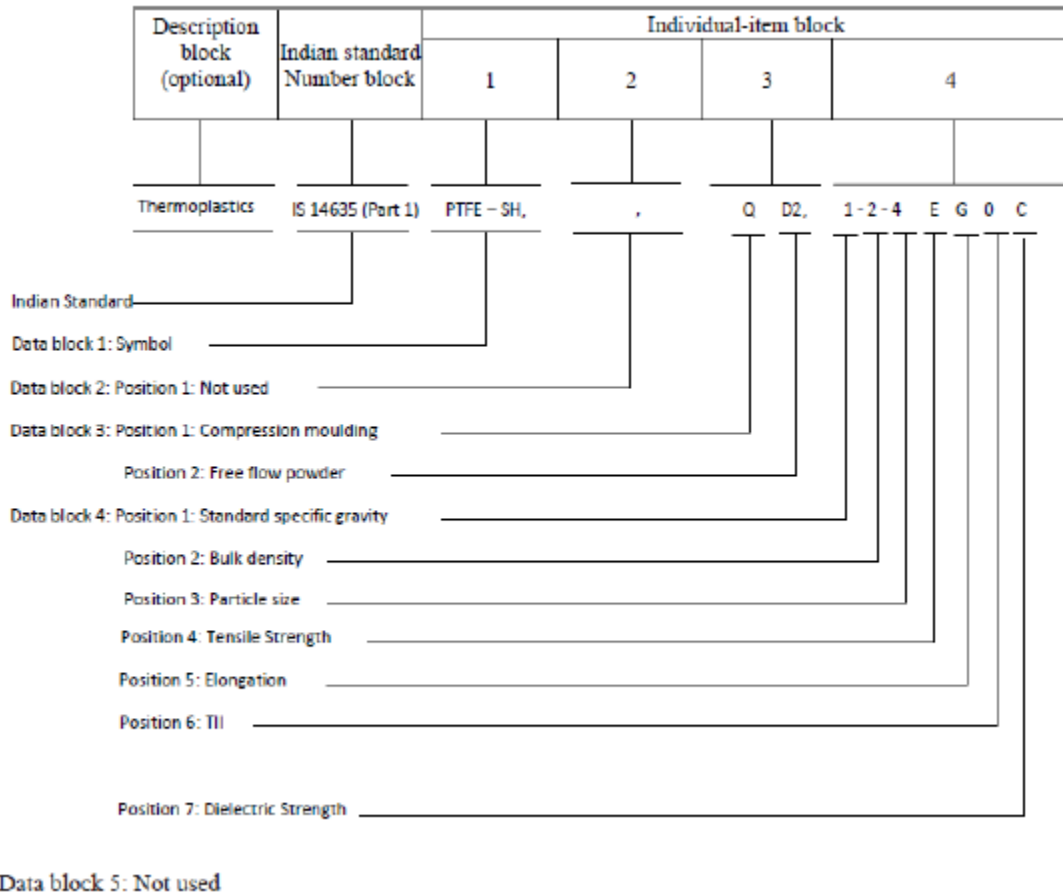 Description block (optional)
Indian standard Number block
Individual-item block
1 2 3 4
Thermoplastics IS 14635 (Part 1) PTFE – SH, , Q D2, 1 - 2 - 4 E G 0 C
Indian Standard
Data block 1: Symbol
Data block 2: Position 1: Not used
Data block 3: Position 1: Compression moulding
Position 2: Free flow powder
Data block 4: Position 1: Standard specific gravity
Position 2: Bulk density
Position 3: Particle size
Position 4: Tensile Strength
Position 5: Elongation
Position 6: TII
Position 7: Dielectric Strength
Data block 5: Not used